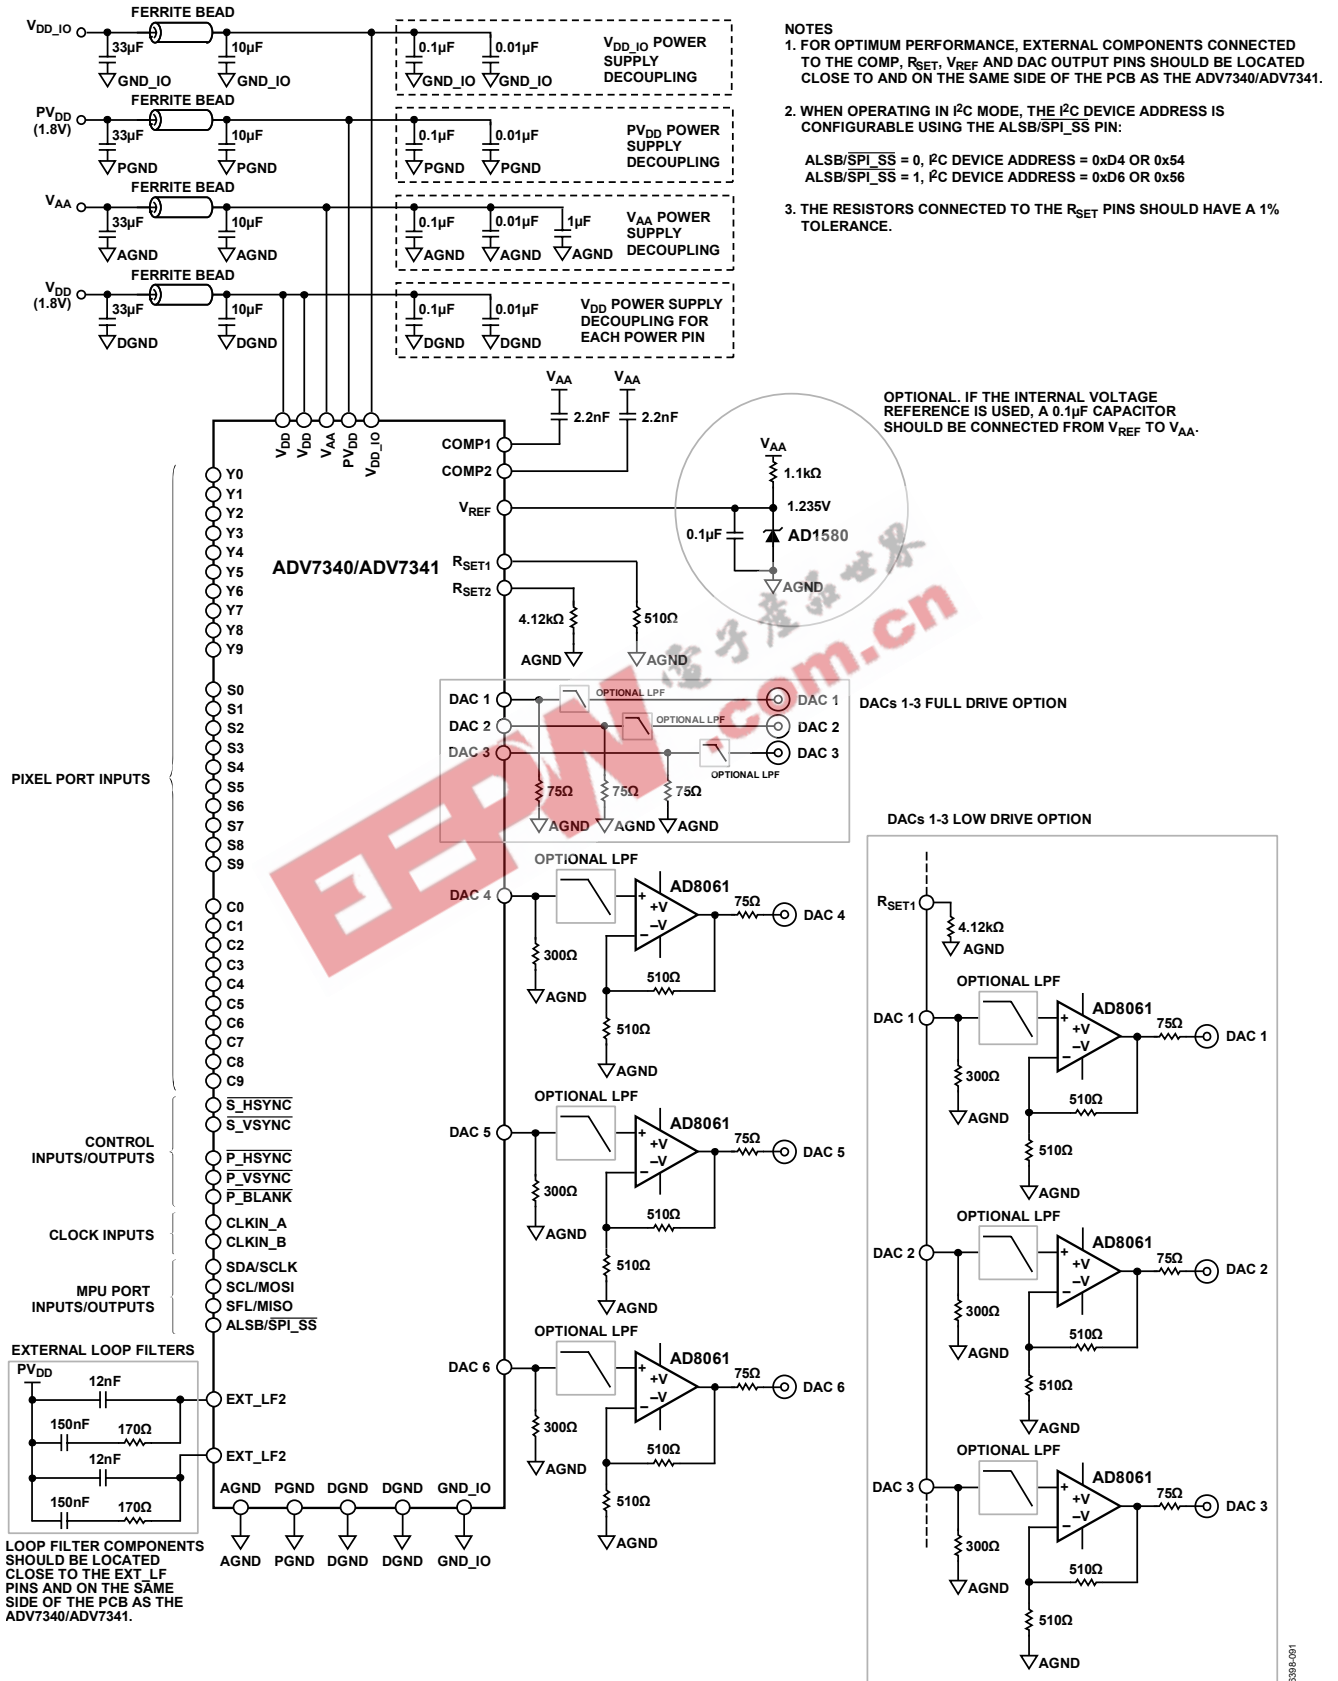 FERRITE BEAD
VDD_IO
33µF
10µF
0.1µF
0.01µF
GND_IO
GND_IO
GND_IO
GND_IO
VDD_IO POWER
SUPPLY
DECOUPLING
FERRITE BEAD
PVDD
(1.8V)
33µF
10µF
0.1µF
0.01µF
PGND
PGND
PGND
PGND
PVDD POWER
SUPPLY
DECOUPLING
FERRITE BEAD
VAA
33µF
10µF
0.1µF
0.01µF
1µF
AGND
AGND
AGND
AGND
AGND
VAA POWER
SUPPLY
DECOUPLING
FERRITE BEAD
VDD
(1.8V)
33µF
10µF
0.1µF
0.01µF
DGND
DGND
DGND
DGND
VDD POWER SUPPLY
DECOUPLING FOR
EACH POWER PIN
NOTES
1. FOR OPTIMUM PERFORMANCE, EXTERNAL COMPONENTS CONNECTED
TO THE COMP, RSET, VREF AND DAC OUTPUT PINS SHOULD BE LOCATED
CLOSE TO AND ON THE SAME SIDE OF THE PCB AS THE ADV7340/ADV7341.
2. WHEN OPERATING IN I²C MODE, THE I²C DEVICE ADDRESS IS
CONFIGURABLE USING THE ALSB/SPI_SS PIN:
ALSB/SPI_SS = 0, I²C DEVICE ADDRESS = 0xD4 OR 0x54
ALSB/SPI_SS = 1, I²C DEVICE ADDRESS = 0xD6 OR 0x56
3. THE RESISTORS CONNECTED TO THE RSET PINS SHOULD HAVE A 1%
TOLERANCE.
VAA
VAA
2.2nF
2.2nF
OPTIONAL. IF THE INTERNAL VOLTAGE
REFERENCE IS USED, A 0.1µF CAPACITOR
SHOULD BE CONNECTED FROM VREF TO VAA.
VDD
VDD
VAA
PVDD
VDD_IO
COMP1
COMP2
VREF
RSET1
RSET2
ADV7340/ADV7341
VAA
1.1kΩ
1.235V
0.1µF
AD1580
AGND
4.12kΩ
510Ω
AGND
AGND
電子産品世界
EEPW
.com.cn
PIXEL PORT INPUTS
Y0
Y1
Y2
Y3
Y4
Y5
Y6
Y7
Y8
Y9
S0
S1
S2
S3
S4
S5
S6
S7
S8
S9
C0
C1
C2
C3
C4
C5
C6
C7
C8
C9
CONTROL
INPUTS/OUTPUTS
S_HSYNC
S_VSYNC
P_HSYNC
P_VSYNC
P_BLANK
CLOCK INPUTS
CLKIN_A
CLKIN_B
MPU PORT
INPUTS/OUTPUTS
SDA/SCLK
SCL/MOSI
SFL/MISO
ALSB/SPI_SS
EXTERNAL LOOP FILTERS
PVDD
12nF
150nF
170Ω
12nF
150nF
170Ω
EXT_LF2
EXT_LF2
LOOP FILTER COMPONENTS
SHOULD BE LOCATED
CLOSE TO THE EXT_LF
PINS AND ON THE SAME
SIDE OF THE PCB AS THE
ADV7340/ADV7341.
AGND
PGND
DGND
DGND
GND_IO
AGND
PGND
DGND
DGND
GND_IO
DACs 1-3 FULL DRIVE OPTION
DAC 1
OPTIONAL LPF
DAC 1
DAC 2
OPTIONAL LPF
DAC 2
DAC 3
OPTIONAL LPF
DAC 3
75Ω
75Ω
75Ω
AGND
AGND
AGND
OPTIONAL LPF
DAC 4
AD8061
+
+V
−V
−
75Ω
DAC 4
300Ω
AGND
510Ω
510Ω
AGND
OPTIONAL LPF
DAC 5
AD8061
+
+V
−V
−
75Ω
DAC 5
300Ω
AGND
510Ω
510Ω
AGND
OPTIONAL LPF
DAC 6
AD8061
+
+V
−V
−
75Ω
DAC 6
300Ω
AGND
510Ω
510Ω
AGND
DACs 1-3 LOW DRIVE OPTION
RSET1
4.12kΩ
AGND
OPTIONAL LPF
DAC 1
AD8061
+
+V
−V
−
75Ω
DAC 1
300Ω
AGND
510Ω
510Ω
AGND
OPTIONAL LPF
DAC 2
AD8061
+
+V
−V
−
75Ω
DAC 2
300Ω
AGND
510Ω
510Ω
AGND
OPTIONAL LPF
DAC 3
AD8061
+
+V
−V
−
75Ω
DAC 3
300Ω
AGND
510Ω
510Ω
AGND